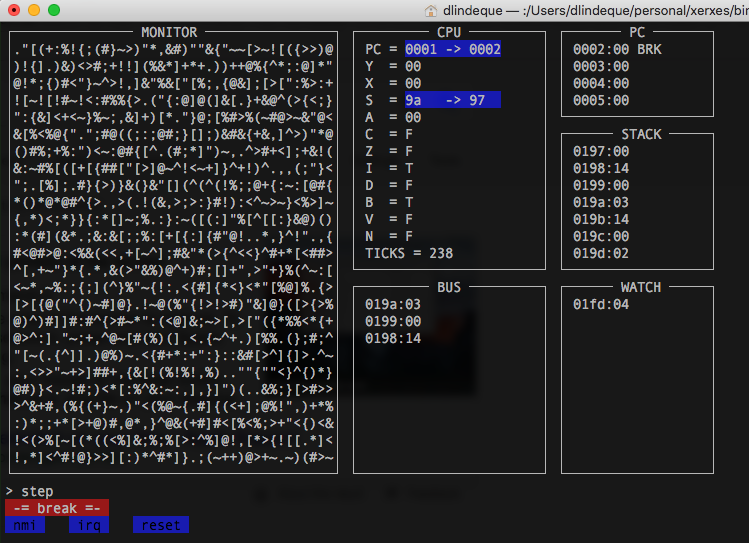 dlindeque — :/Users/dlindeque/personal/xerxes/bin
MONITOR
."[(+:%!{;(#}~>)"*,&#)""&{"~~[>~![({>>)@
)!{].)&)<>#;+!!](%&*]+*+.))++@%{^*;:@]*"
@!*;{)#<"}~^>!,]&"%&["[%;,{@&];[>[":%>:+
![~![!#~!<:#%%{>.("{:@]@(]&[.}+&@^(>{<;}
":{&]<+<~}%~;,&]+)[*."}@;[%#>%(~#@>~&"@<
&[%<%@{".";#@((;:;@#;}[];)&#&{+&,]^>)"*@
()#%;+%:")<~:@#{[^.(#;*]")~,.^>#+<];+&!(
&:~#%[([+[{##["[>]@~^!<~+]}^+!)^.,,(;"}<
";.[%];.#}{>)}&(}&"[](^(^(!%;;@+{:~:[@#{
*()*@*@#^{>..,>(.!(&,>;>:}#!):<^~>~}<%>]~
{,*)<;*}}{:*[]~;%.:}:~([(:]"%[^[[:}&@)()
:*(#](&*.;&:&[;;%:[+[{:]{#"@!..*,}^!".,{
#<@#>@:<%&(<<,+[~^];#&"*(>{^<<}^#+*[<##>
^[,+~"}*{.*,&(>"&%)@^+)#;[]+",>"+}%(^~:[
<~*,~%:;{;](^}%"~{!:,<{#]{*<}<*"[%@]%.{>
[>[{@("^{)~#]@}.!~@(%"{!>!>#)"&]@}([>{>%
@)^)#]]#:#^{>#~*":(<@]&;~>[,>["({*%%<*{+
@>^:]."~;+,^@~[#(%)(],<.{~^+.)[%%.(};#;^
"[~(.{^]].)@%)~.<{#+*:+":}::&#[>^]{]>.^~
:,<>>"~+>]##+,{&[!(%!%!,%)..""{""<}^{)*}
@#)}<.~!#;)<*[:%^&:~:,],}]")(..&%;}[>#>>
>^&+#,(%{(+}~,)"<(%@~{.#]{(<+];@%!",)+*%
:)*;;+*[>+@)#,@*,}^@&(+#]#<[%<%;>+"<{)<&
!<(>%[~[(*((<%]&;%;%[>:^%]@!,[*>{![[.*]<
!,*]<^#!@}>>][:)*^#*]}.;(~++)@>+~.~)(#>~
CPU
PC = 0001 -> 0002
Y = 00
X = 00
S = 9a -> 97
A = 00
C = F
Z = F
I = T
D = F
B = T
V = F
N = F
TICKS = 238
PC
0002:00 BRK
0003:00
0004:00
0005:00
STACK
0197:00
0198:14
0199:00
019a:03
019b:14
019c:00
019d:02
BUS
019a:03
0199:00
0198:14
WATCH
01fd:04
> step
-= break =-
nmi irq reset